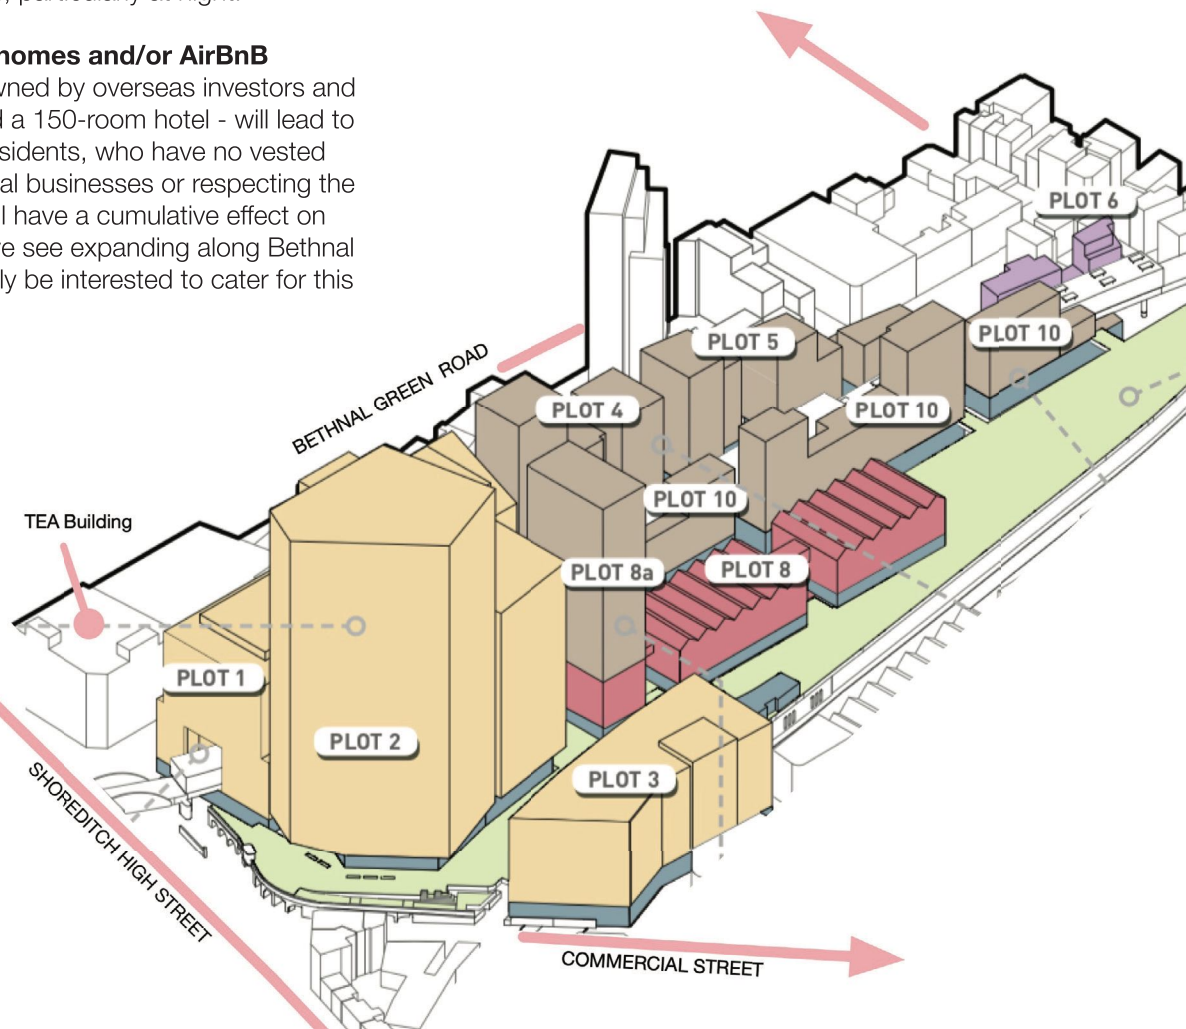 , particularly at night.
homes and/or AirBnB
wned by overseas investors and
d a 150-room hotel - will lead to
sidents, who have no vested
al businesses or respecting the
l have a cumulative effect on
e see expanding along Bethnal
ly be interested to cater for this
PLOT 6
PLOT 10
PLOT 5
BETHNAL GREEN ROAD
PLOT 4
PLOT 10
PLOT 10
TEA Building
PLOT 8a
PLOT 8
PLOT 1
PLOT 2
PLOT 3
SHOREDITCH HIGH STREET
COMMERCIAL STREET